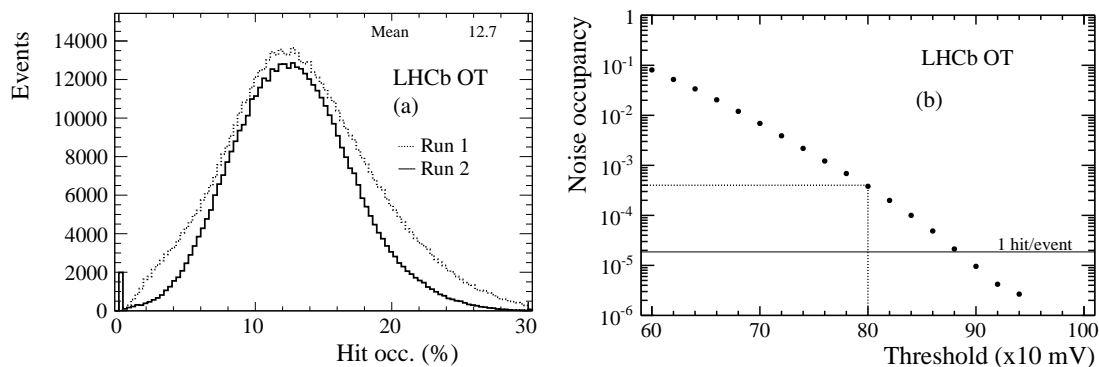 Events
14000
12000
10000
8000
6000
4000
2000
0
0 10 20 30
Hit occ. (%)
Mean 12.7
LHCb OT
(a)
Run 1
Run 2
Noise occupancy
1
10-1
10-2
10-3
10-4
10-5
10-6
60 70 80 90 100
Threshold (x10 mV)
LHCb OT
(b)
1 hit/event